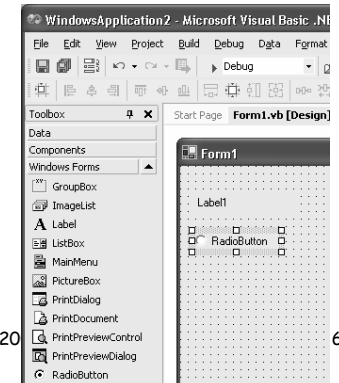 WindowsApplication2 - Microsoft Visual Basic .NE
File Edit View Project Build Debug Data Format
Debug
Toolbox
Start Page Form1.vb [Design]
Data
Components
Windows Forms
Form1
GroupBox
ImageList
Label1
A Label
ListBox
RadioButton
MainMenu
PictureBox
PrintDialog
PrintDocument
20
PrintPreviewControl
6
PrintPreviewDialog
RadioButton